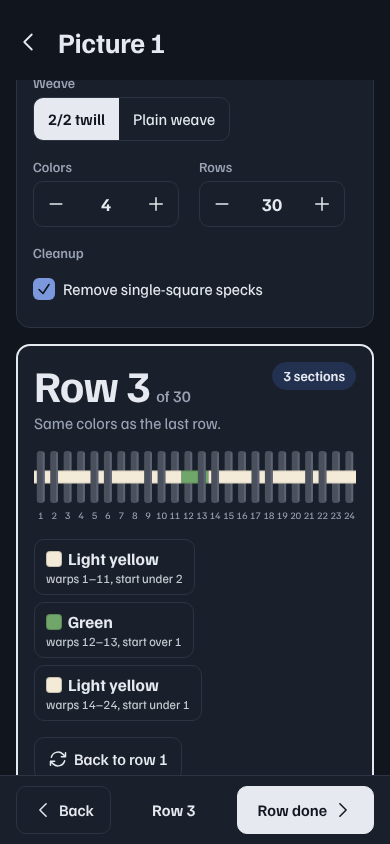 Picture 1
Weave
2/2 twill
Plain weave
Colors
Rows
4
30
Cleanup
Remove single-square specks
Row 3 of 30
3 sections
Same colors as the last row.
1 2 3 4 5 6 7 8 9 10 11 12 13 14 15 16 17 18 19 20 21 22 23 24
Light yellow
warps 1–11, start under 2
Green
warps 12–13, start over 1
Light yellow
warps 14–24, start under 1
Back to row 1
Back
Row 3
Row done